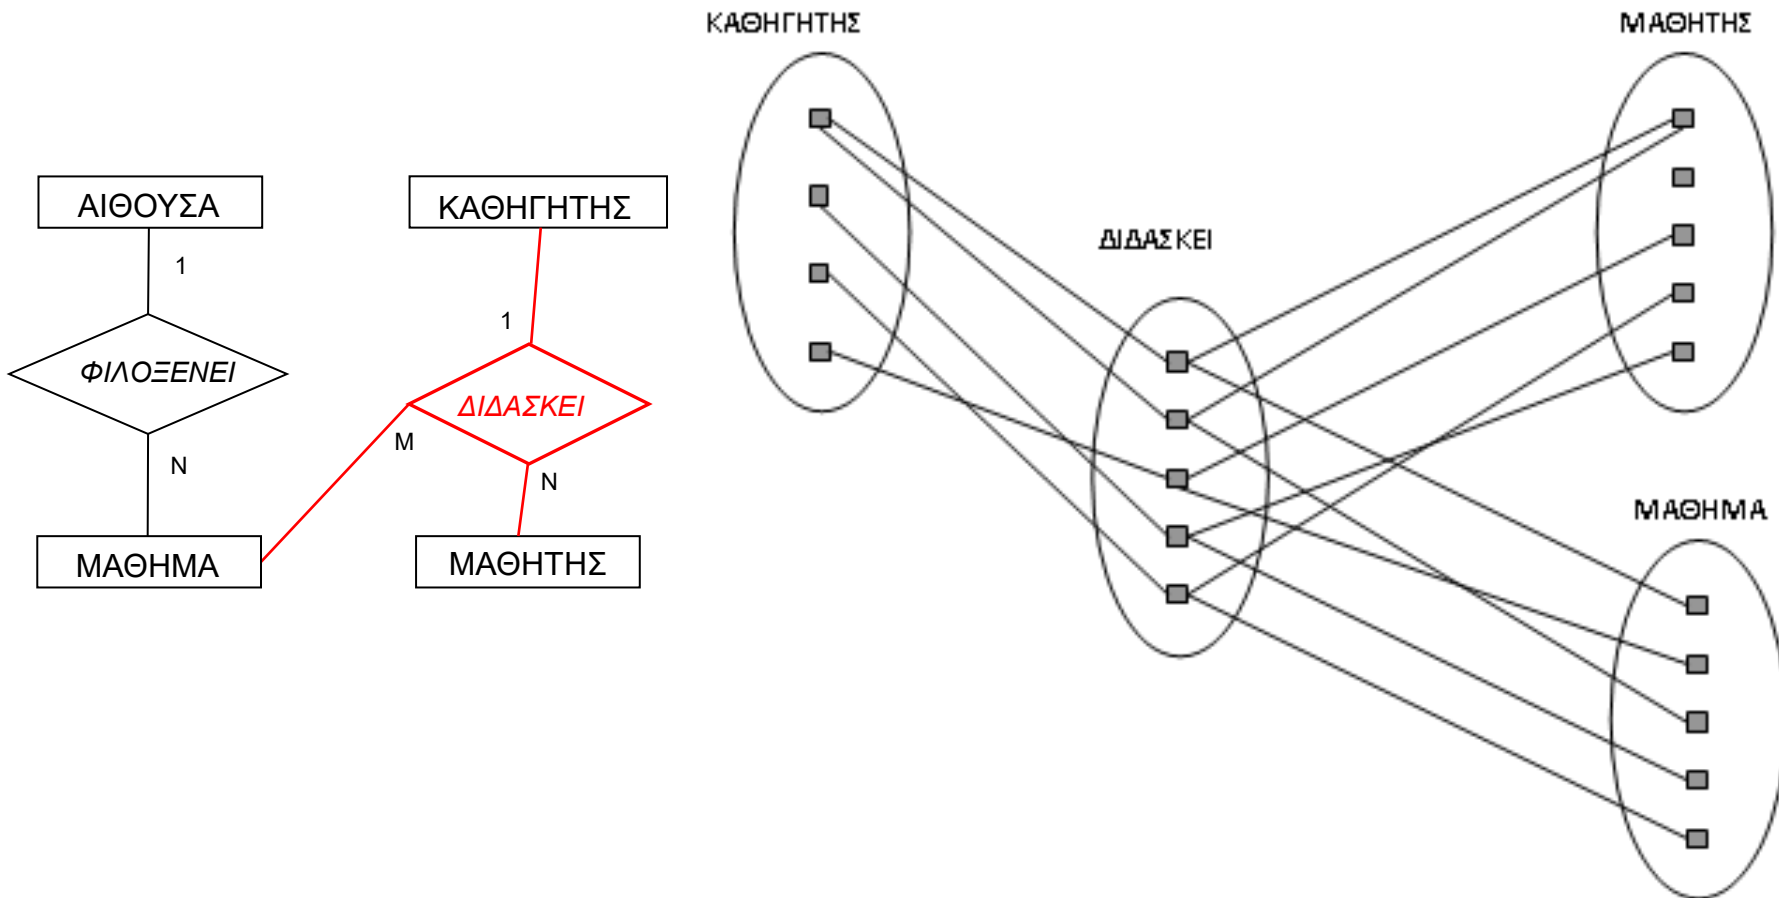 ΚΑΘΗΓΗΤΗΣ
ΜΑΘΗΤΗΣ
ΑΙΘΟΥΣΑ
ΚΑΘΗΓΗΤΗΣ
1
ΔΙΔΑΣΚΕΙ
1
ΦΙΛΟΞΕΝΕΙ
ΔΙΔΑΣΚΕΙ
M
N
N
ΜΑΘΗΜΑ
ΜΑΘΗΜΑ
ΜΑΘΗΤΗΣ